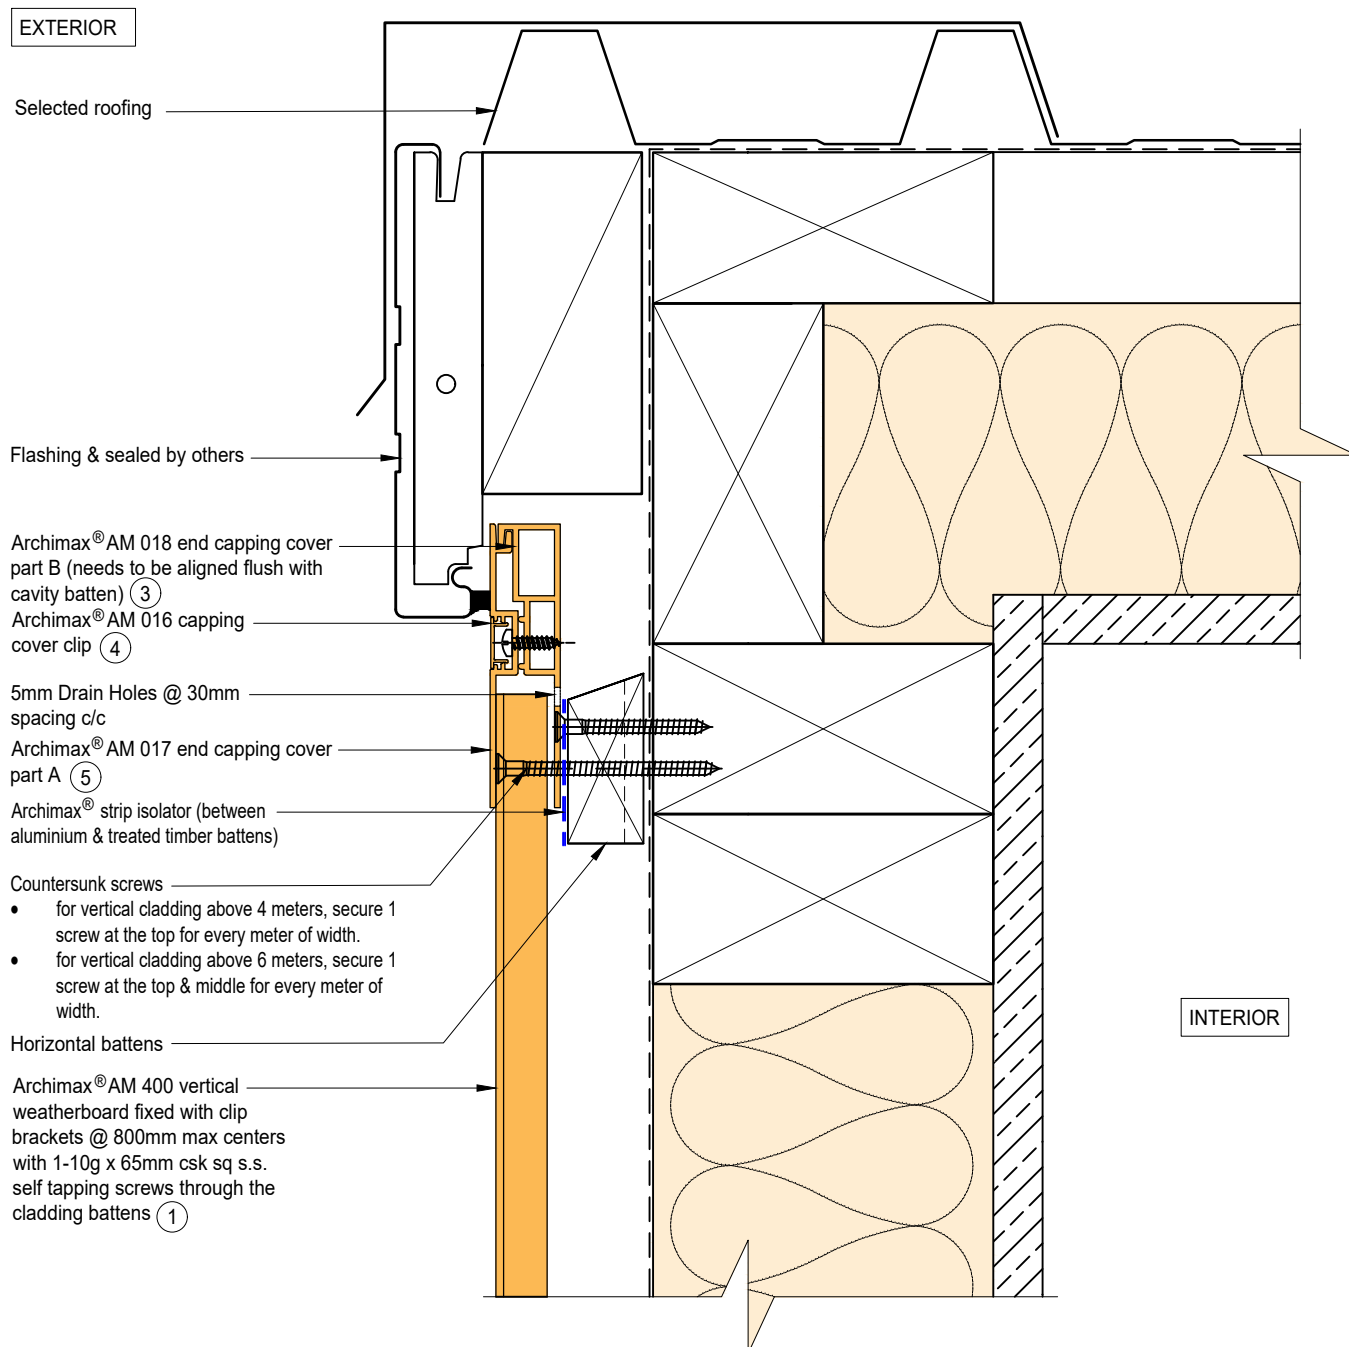 EXTERIOR
Selected roofing
Flashing & sealed by others
Archimax® AM 018 end capping cover
part B (needs to be aligned flush with
cavity batten) 3
Archimax® AM 016 capping
cover clip 4
5mm Drain Holes @ 30mm
spacing c/c
Archimax® AM 017 end capping cover
part A 5
Archimax® strip isolator (between
aluminium & treated timber battens)
Countersunk screws
• for vertical cladding above 4 meters, secure 1
screw at the top for every meter of width.
• for vertical cladding above 6 meters, secure 1
screw at the top & middle for every meter of
width.
INTERIOR
Horizontal battens
Archimax® AM 400 vertical
weatherboard fixed with clip
brackets @ 800mm max centers
with 1-10g x 65mm csk sq s.s.
self tapping screws through the
cladding battens 1